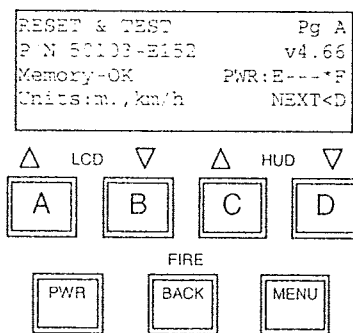 RESET & TEST Pg A
P/N 50103-E152 v4.66
Memory-OK PWR:E---*F
Units:m.,km/h NEXT<D
△ LCD ▽ △ HUD ▽
A B C D
FIRE
PWR BACK MENU